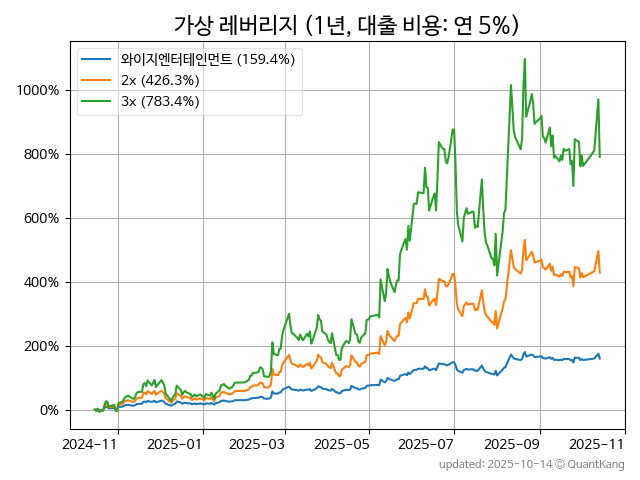 가상 레버리지 (1년, 대출 비용: 연 5%)
와이지엔터테인먼트 (159.4%)
2x (426.3%)
3x (783.4%)
1000%
800%
600%
400%
200%
0%
2024-11 2025-01 2025-03 2025-05 2025-07 2025-09 2025-11
updated: 2025-10-14 © QuantKang